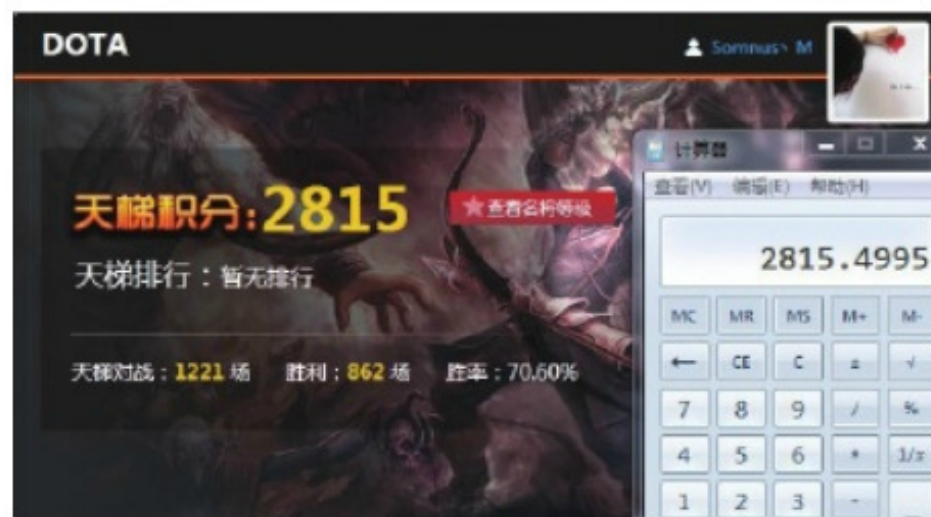 DOTA
Somnus丶M
天梯积分:2815
查看名将等级
天梯排行：暂无排行
天梯对战：1221 场 胜利：862 场 胜率：70.60%
计算器
查看(V) 编辑(E) 帮助(H)
2815.4995
MC MR MS M+ M-
← CE C ± √
7 8 9 / %
4 5 6 * 1/x
1 2 3 -